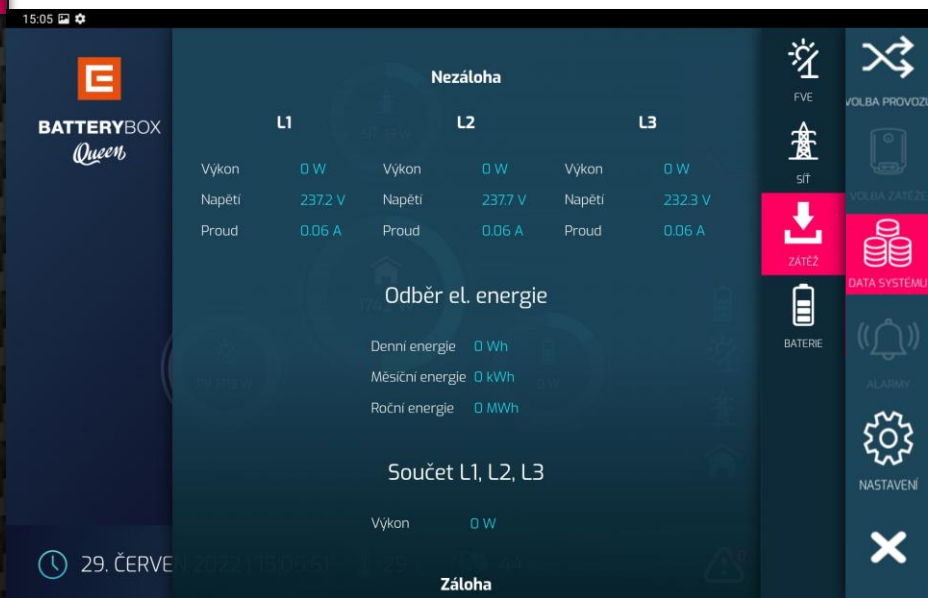 15:05
BATTERYBOX
Queen
Nezáloha
L1 L2 L3
Výkon 0 W Výkon 0 W Výkon 0 W
Napětí 237.2 V Napětí 237.7 V Napětí 232.3 V
Proud 0.06 A Proud 0.06 A Proud 0.06 A
Odběr el. energie
Denní energie 0 Wh
Měsíční energie 0 kWh
Roční energie 0 MWh
Součet L1, L2, L3
Výkon 0 W
Záloha
29. ČERVE
FVE
SÍŤ
ZÁTĚŽ
BATERIE
VOLBA PROVOZU
VOLBA ZÁTĚŽE
DATA SYSTÉMU
ALARMY
NASTAVENÍ